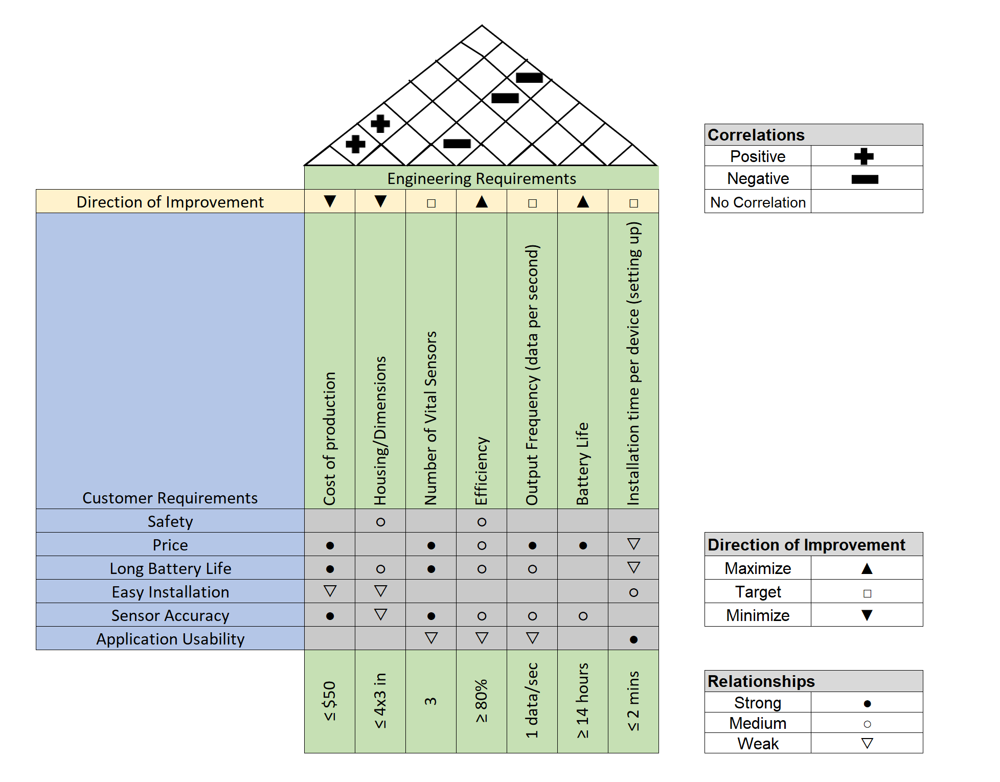 Engineering Requirements
Direction of Improvement ▼ ▼ □ ▲ □ ▲ □
Customer Requirements
Cost of production
Housing/Dimensions
Number of Vital Sensors
Efficiency
Output Frequency (data per second)
Battery Life
Installation time per device (setting up)
Safety ○ ○
Price ● ● ○ ● ● ▽
Long Battery Life ● ○ ● ○ ○ ▽
Easy Installation ▽ ▽ ○
Sensor Accuracy ● ▽ ● ○ ○ ○
Application Usability ▽ ▽ ▽ ●
≤ $50
≤ 4x3 in
3
≥ 80%
1 data/sec
≥ 14 hours
≤ 2 mins
Correlations
Positive ✚
Negative ▬
No Correlation
Direction of Improvement
Maximize ▲
Target □
Minimize ▼
Relationships
Strong ●
Medium ○
Weak ▽